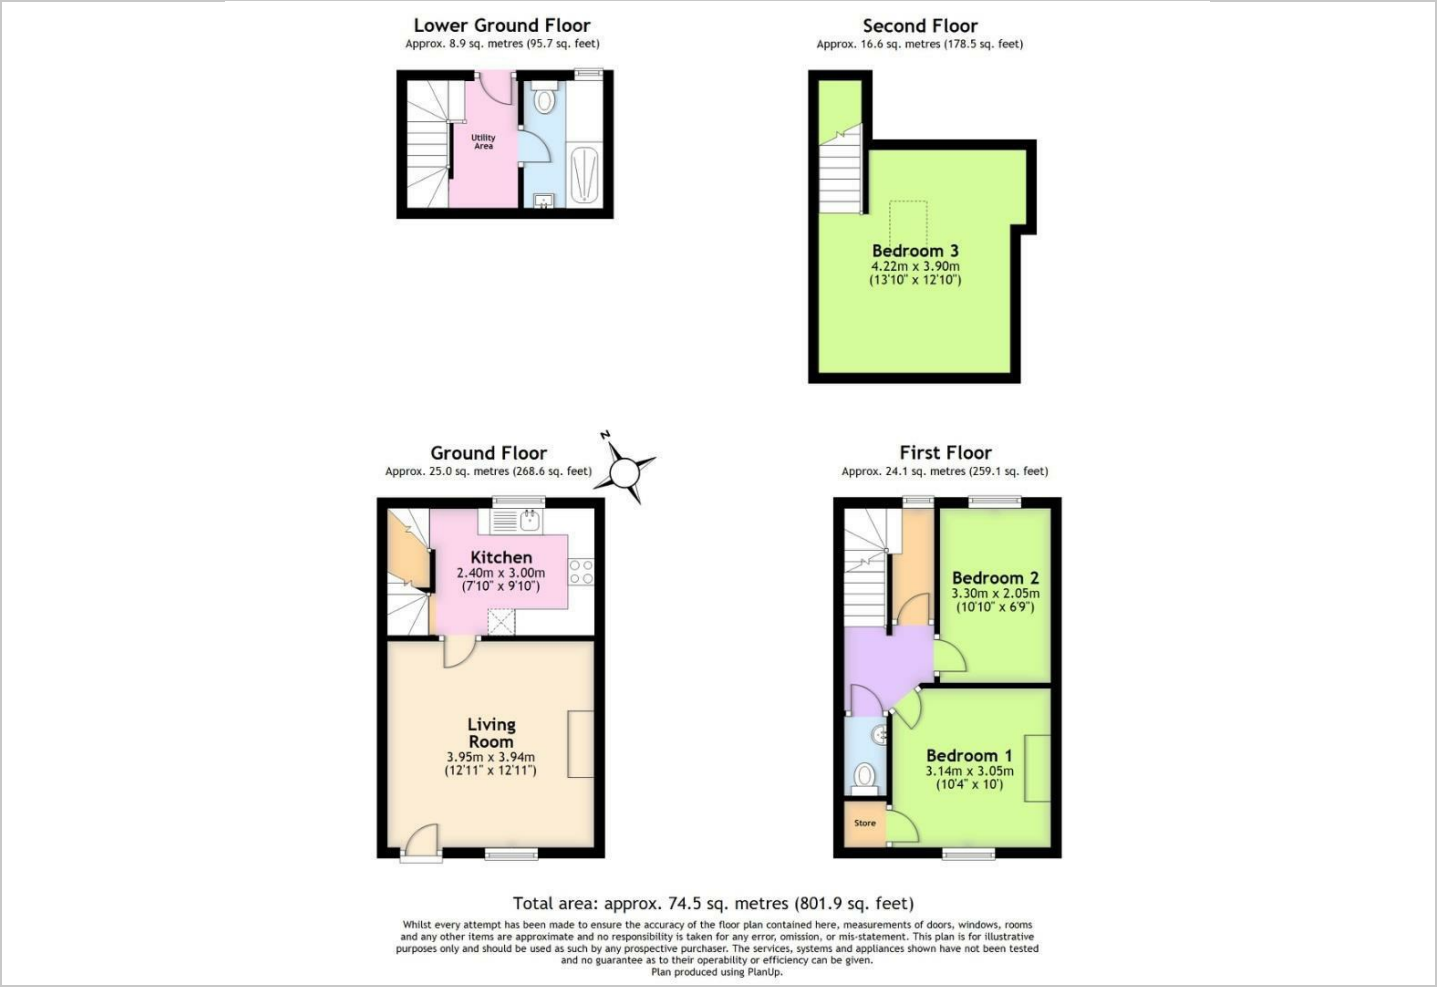 Lower Ground Floor
Approx. 8.9 sq. metres (95.7 sq. feet)
Utility
Area
Second Floor
Approx. 16.6 sq. metres (178.5 sq. feet)
Bedroom 3
4.22m x 3.90m
(13'10" x 12'10")
Ground Floor
Approx. 25.0 sq. metres (268.6 sq. feet)
N
Kitchen
2.40m x 3.00m
(7'10" x 9'10")
Living
Room
3.95m x 3.94m
(12'11" x 12'11")
First Floor
Approx. 24.1 sq. metres (259.1 sq. feet)
Bedroom 2
3.30m x 2.05m
(10'10" x 6'9")
Bedroom 1
3.14m x 3.05m
(10'4" x 10')
Store
Total area: approx. 74.5 sq. metres (801.9 sq. feet)
Whilst every attempt has been made to ensure the accuracy of the floor plan contained here, measurements of doors, windows, rooms
and any other items are approximate and no responsibility is taken for any error, omission, or mis-statement. This plan is for illustrative
purposes only and should be used as such by any prospective purchaser. The services, systems and appliances shown have not been tested
and no guarantee as to their operability or efficiency can be given.
Plan produced using PlanUp.